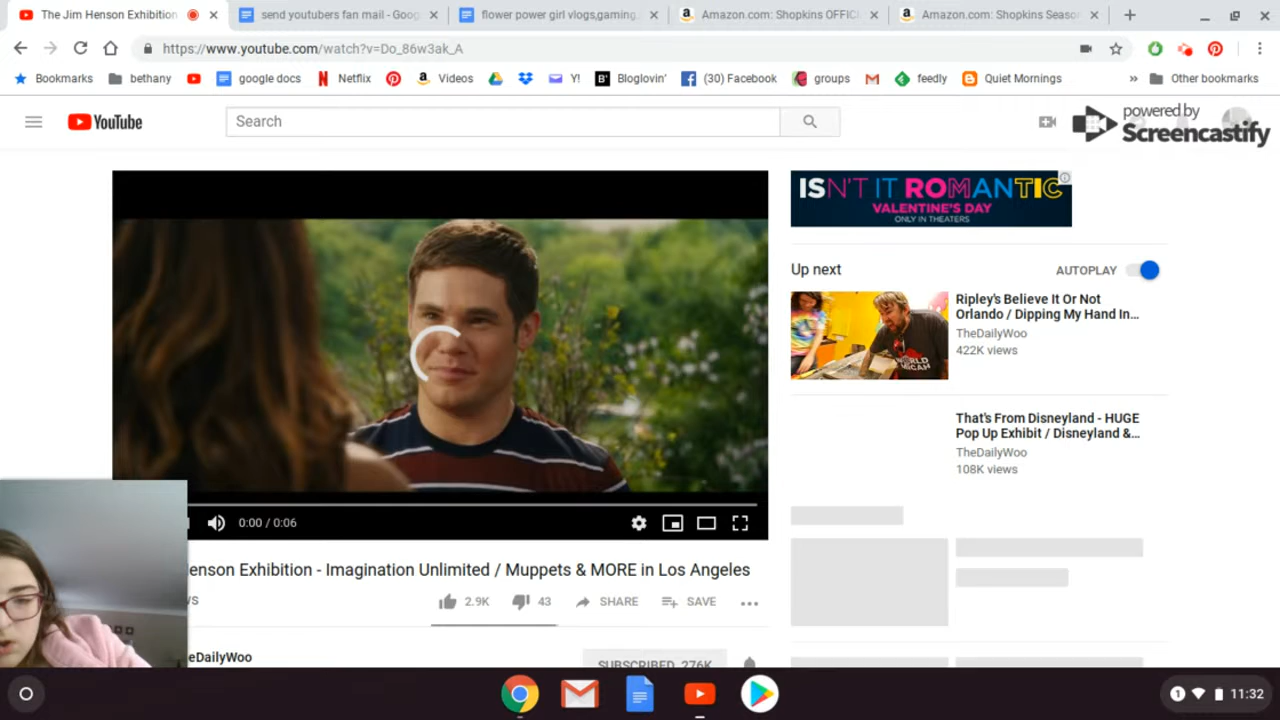 The Jim Henson Exhibition
send youtubers fan mail - Goog
flower power girl vlogs,gaming
Amazon.com: Shopkins OFFICI
Amazon.com: Shopkins Season
https://www.youtube.com/watch?v=Do_86w3ak_A
Bookmarks
bethany
google docs
Netflix
Videos
Y!
Bloglovin'
(30) Facebook
groups
feedly
Quiet Mornings
Other bookmarks
YouTube
Search
powered by
Screencastify
ISN'T IT ROMANTIC
VALENTINE'S DAY
ONLY IN THEATERS
Up next
AUTOPLAY
Ripley's Believe It Or Not
Orlando / Dipping My Hand In...
TheDailyWoo
422K views
That's From Disneyland - HUGE
Pop Up Exhibit / Disneyland &...
TheDailyWoo
108K views
0:00 / 0:06
enson Exhibition - Imagination Unlimited / Muppets & MORE in Los Angeles
2.9K
43
SHARE
SAVE
eDailyWoo
SUBSCRIBED 276K
1
11:32